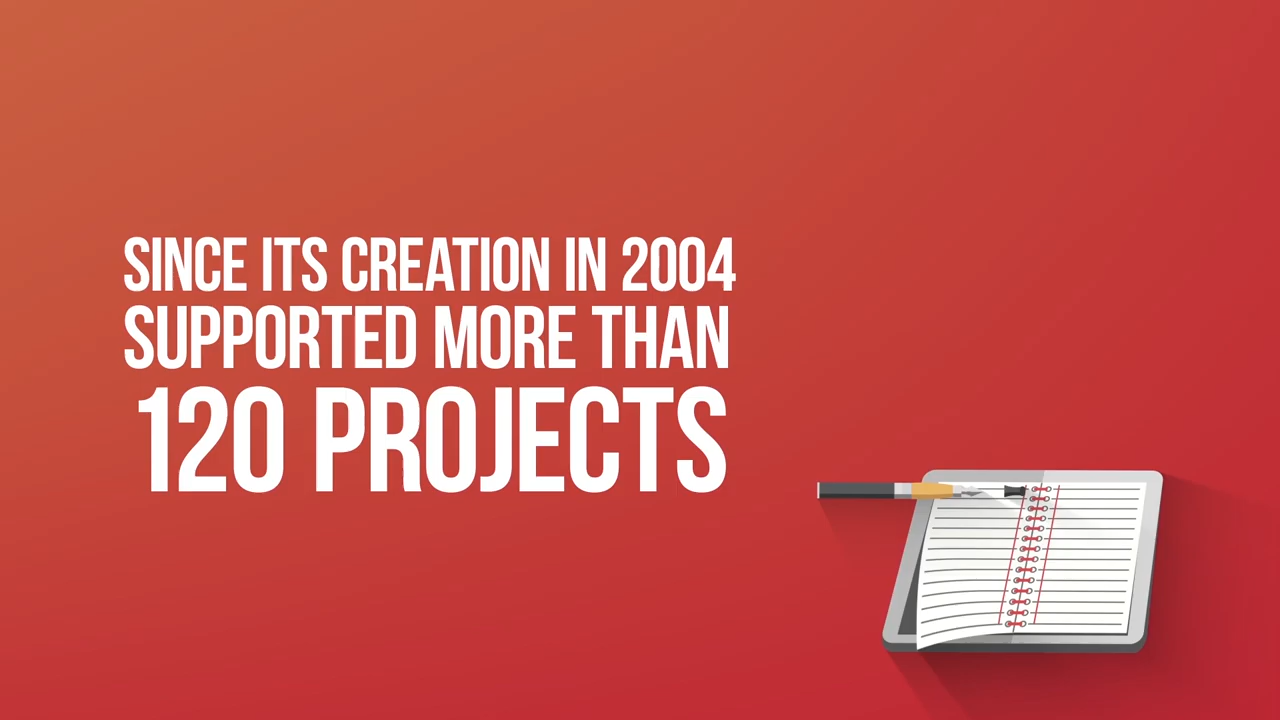 SINCE ITS CREATION IN 2004
SUPPORTED MORE THAN
120 PROJECTS